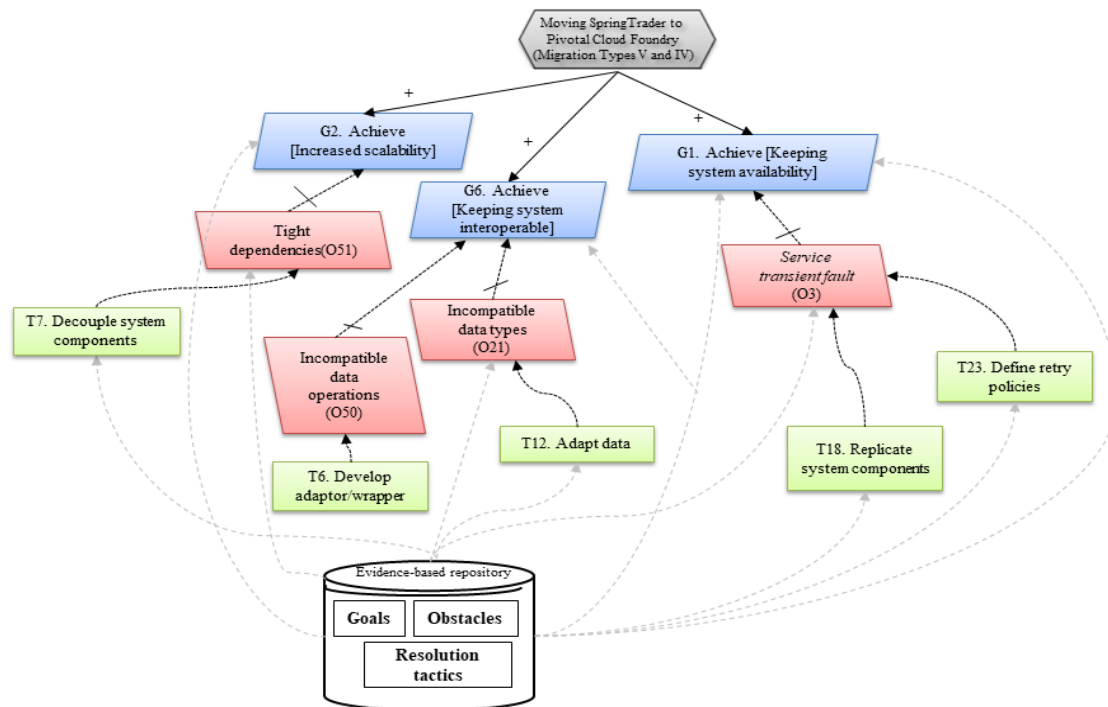 Moving SpringTrader to
Pivotal Cloud Foundry
(Migration Types V and IV)
+
+
+
G2. Achieve
[Increased scalability]
G1. Achieve [Keeping
system availability]
G6. Achieve
[Keeping system
interoperable]
Tight
dependencies(O51)
Service
transient fault
(O3)
T7. Decouple system
components
Incompatible
data types
(O21)
Incompatible
data
operations
(O50)
T23. Define retry
policies
T12. Adapt data
T18. Replicate
system components
T6. Develop
adaptor/wrapper
Evidence-based repository
Goals
Obstacles
Resolution
tactics